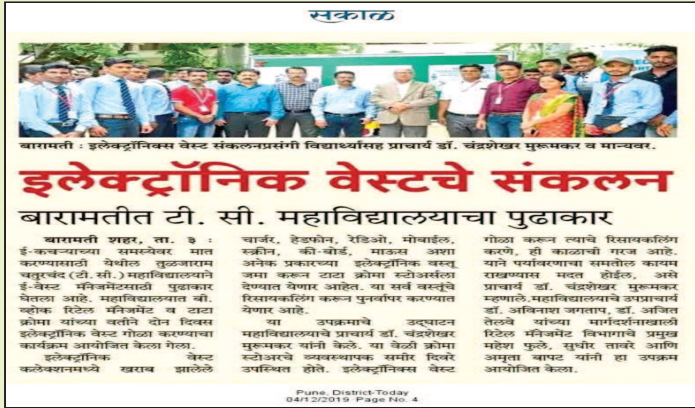 सकाळ
बारामती : इलेक्ट्रॉनिक्स वेस्ट संकलनप्रसंगी विद्यार्थ्यांसह प्राचार्य डॉ. चंद्रशेखर मुरूमकर व मान्यवर.
इलेक्ट्रॉनिक वेस्टचे संकलन
बारामतीत टी. सी. महाविद्यालयाचा पुढाकार
बारामती शहर, ता. ३ :
ई-कचऱ्याच्या समस्येवर मात
करण्यासाठी येथील तुळजाराम
चतुरचंद (टी. सी.) महाविद्यालयाने
ई-वेस्ट मॅनेजमेंटसाठी पुढाकार
घेतला आहे. महाविद्यालयात बी.
व्होक रिटेल मॅनेजमेंट व टाटा
क्रोमा यांच्या वतीने दोन दिवस
इलेक्ट्रॉनिक वेस्ट गोळा करण्याचा
कार्यक्रम आयोजित केला गेला.
इलेक्ट्रॉनिक वेस्ट
कलेक्शनमध्ये खराब झालेले
चार्जर, हेडफोन, रेडिओ, मोबाईल,
स्क्रीन, की-बोर्ड, माऊस अशा
अनेक प्रकारच्या इलेक्ट्रॉनिक वस्तू
जमा करून टाटा क्रोमा स्टोअर्सला
देण्यात येणार आहेत. या सर्व वस्तूंचे
रिसायकलिंग करून पुनर्वापर करण्यात
येणार आहे.
या उपक्रमाचे उद्‌घाटन
महाविद्यालयाचे प्राचार्य डॉ. चंद्रशेखर
मुरूमकर यांनी केले. या वेळी क्रोमा
स्टोअरचे व्यवस्थापक समीर दिवरे
उपस्थित होते. इलेक्ट्रॉनिक्स वेस्ट
गोळा करून त्याचे रिसायकलिंग
करणे, ही काळाची गरज आहे.
याने पर्यावरणाचा समतोल कायम
राखण्यास मदत होईल, असे
प्राचार्य डॉ. चंद्रशेखर मुरूमकर
म्हणाले.महाविद्यालयाचे उपप्राचार्य
डॉ. अविनाश जगताप, डॉ. अजित
तेलवे यांच्या मार्गदर्शनाखाली
रिटेल मॅनेजमेंट विभागाचे प्रमुख
महेश फुले, सुधीर तावरे आणि
अमृता बापट यांनी हा उपक्रम
आयोजित केला.
Pune, District-Today
04/12/2019 Page No. 4